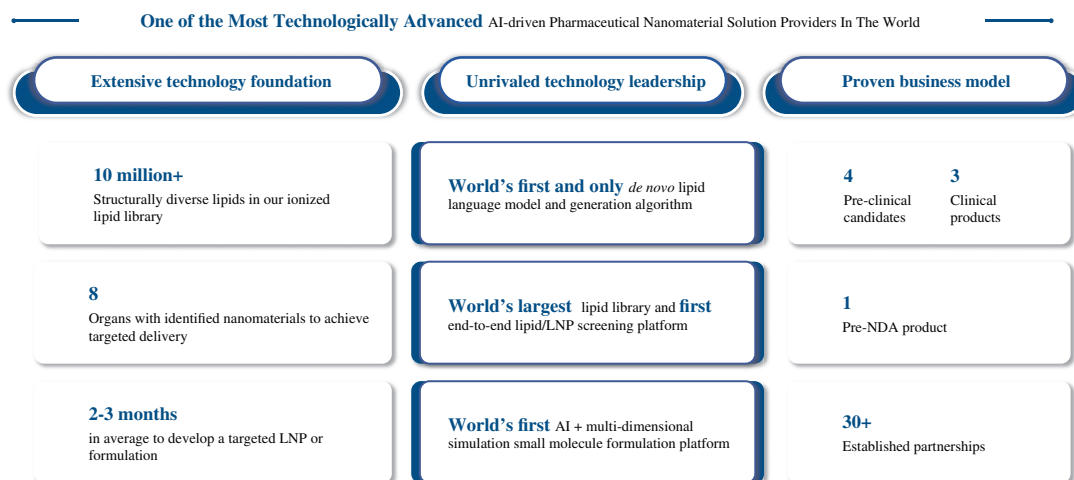 One of the Most Technologically Advanced AI-driven Pharmaceutical Nanomaterial Solution Providers In The World
Extensive technology foundation
Unrivaled technology leadership
Proven business model
10 million+
Structurally diverse lipids in our ionized
lipid library
World's first and only de novo lipid
language model and generation algorithm
4
Pre-clinical
candidates
3
Clinical
products
8
Organs with identified nanomaterials to achieve
targeted delivery
World's largest lipid library and first
end-to-end lipid/LNP screening platform
1
Pre-NDA product
2-3 months
in average to develop a targeted LNP or
formulation
World's first AI + multi-dimensional
simulation small molecule formulation platform
30+
Established partnerships